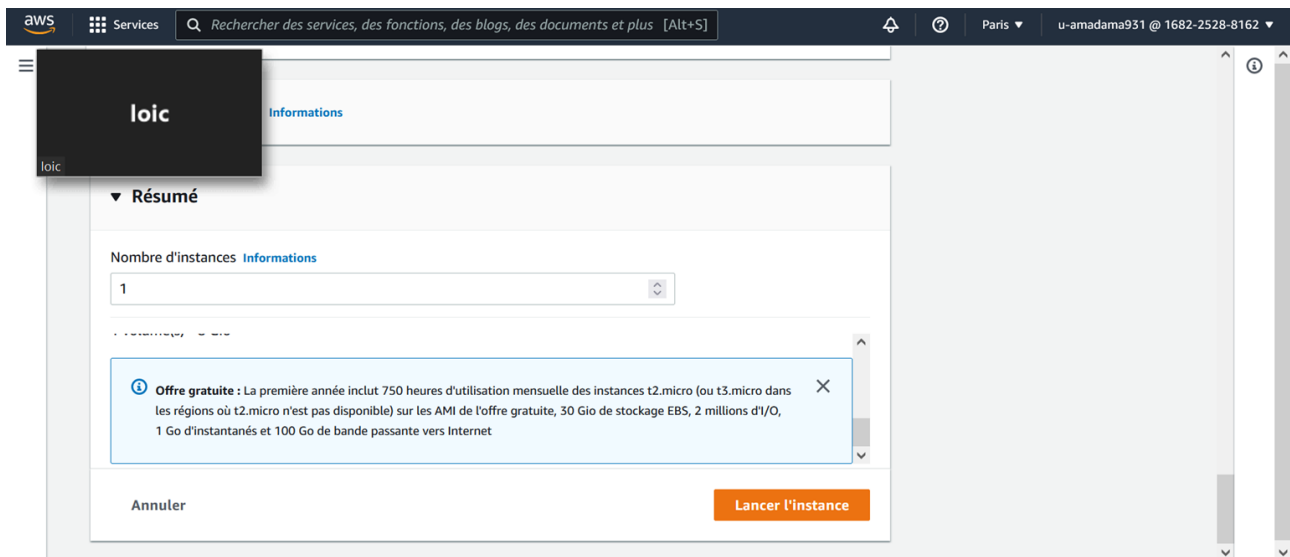 aws Services Rechercher des services, des fonctions, des blogs, des documents et plus [Alt+S] Paris ▼ u-amadama931 @ 1682-2528-8162 ▼
loic
loic
Informations
▼ Résumé
Nombre d'instances Informations
1
Offre gratuite : La première année inclut 750 heures d'utilisation mensuelle des instances t2.micro (ou t3.micro dans
les régions où t2.micro n'est pas disponible) sur les AMI de l'offre gratuite, 30 Gio de stockage EBS, 2 millions d'I/O,
1 Go d'instantanés et 100 Go de bande passante vers Internet
Annuler Lancer l'instance